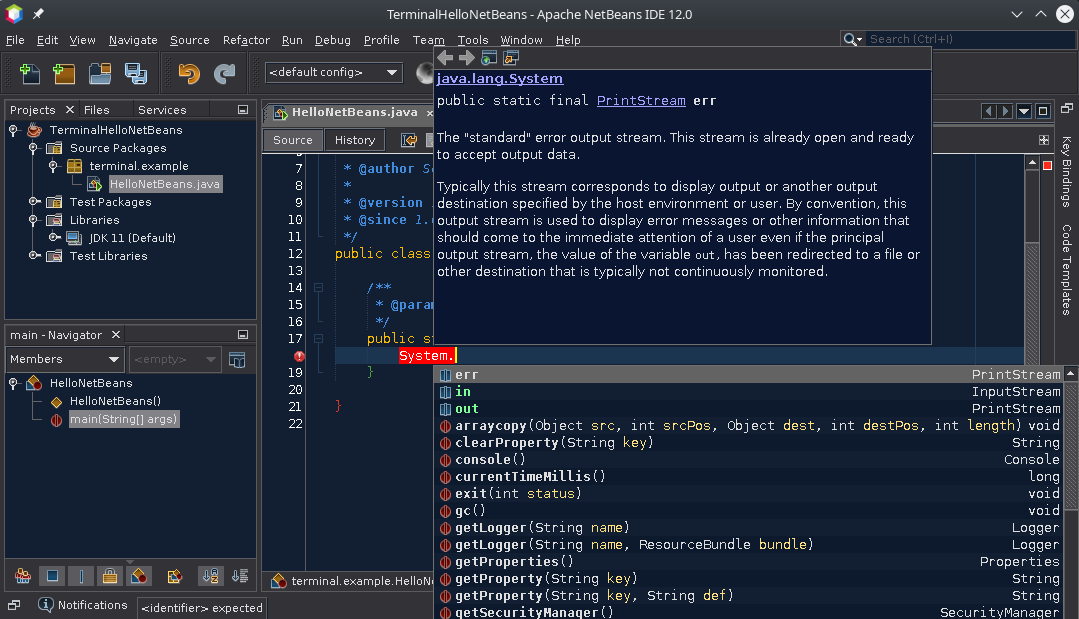 TerminalHelloNetBeans - Apache NetBeans IDE 12.0
File Edit View Navigate Source Refactor Run Debug Profile Team Tools Window Help
Search (Ctrl+I)
<default config>
Projects Files Services
TerminalHelloNetBeans
Source Packages
terminal.example
HelloNetBeans.java
Test Packages
Libraries
JDK 11 (Default)
Test Libraries
main - Navigator
Members <empty>
HelloNetBeans
HelloNetBeans()
main(String[] args)
HelloNetBeans.java
Source History
7 * @author
8 *
9 * @version
10 * @since
11 */
12 public class
13
14 /**
15 * @param
16 */
17 public
System.
19 }
20
21 }
22
java.lang.System
public static final PrintStream err
The "standard" error output stream. This stream is already open and ready
to accept output data.
Typically this stream corresponds to display output or another output
destination specified by the host environment or user. By convention, this
output stream is used to display error messages or other information that
should come to the immediate attention of a user even if the principal
output stream, the value of the variable out, has been redirected to a file or
other destination that is typically not continuously monitored.
err PrintStream
in InputStream
out PrintStream
arraycopy(Object src, int srcPos, Object dest, int destPos, int length) void
clearProperty(String key) String
console() Console
currentTimeMillis() long
exit(int status) void
gc() void
getLogger(String name) Logger
getLogger(String name, ResourceBundle bundle) Logger
getProperties() Properties
getProperty(String key) String
getProperty(String key, String def) String
getSecurityManager() SecurityManager
Key Bindings
Code Templates
terminal.example.HelloN
Notifications
<identifier> expected